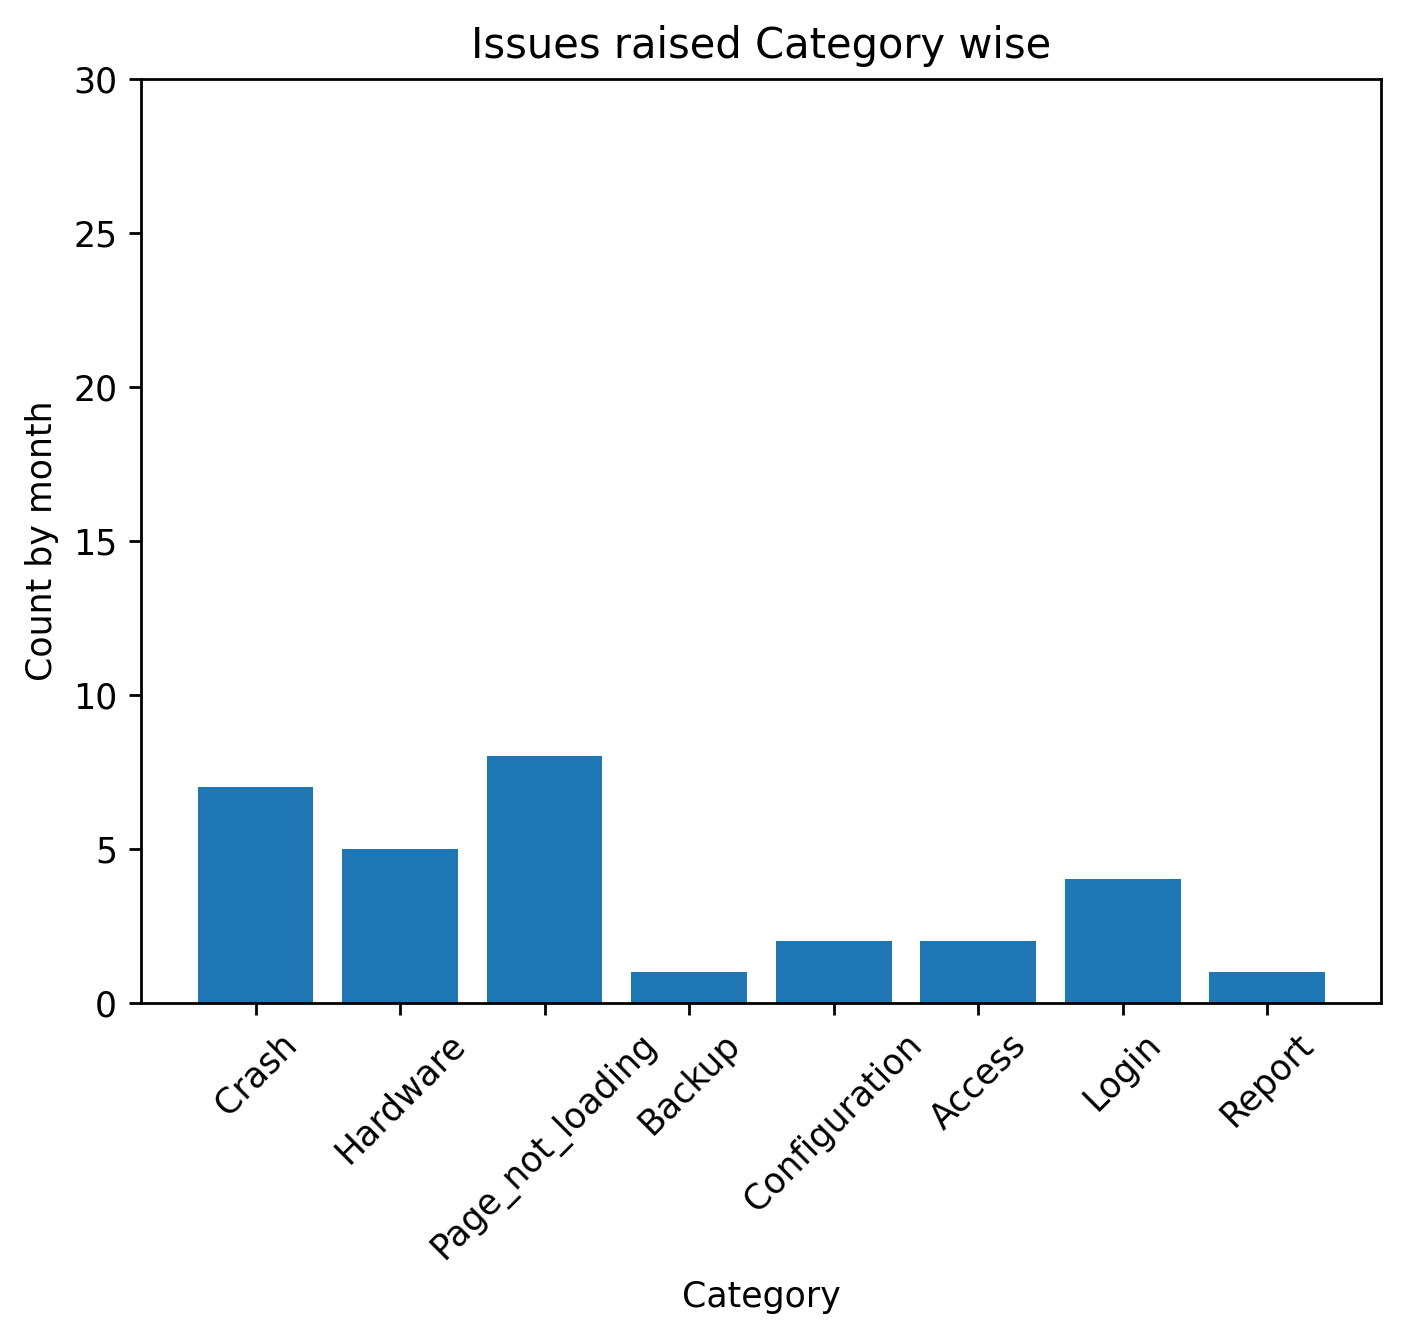 Issues raised Category wise
30
25
20
15
10
5
0
Count by month
Crash
Hardware
Page_not_loading
Backup
Configuration
Access
Login
Report
Category